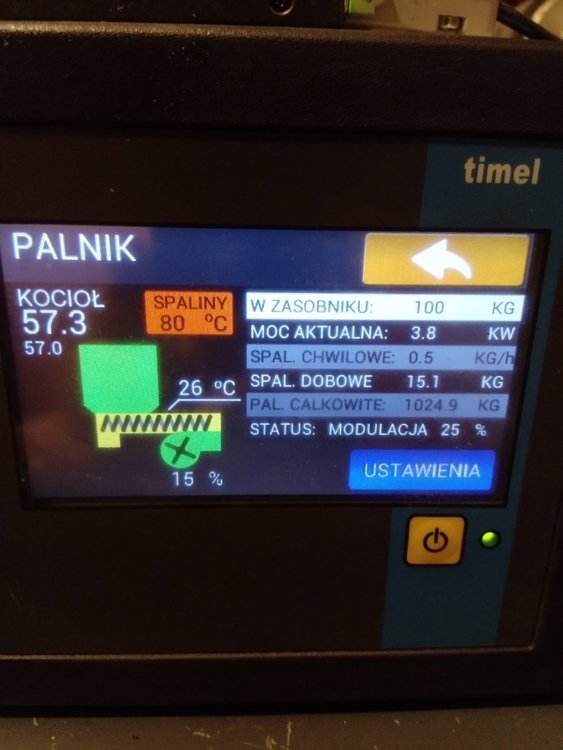 timel
PALNIK
KOCIOŁ
57.3
57.0
SPALINY
80 °C
26 °C
15 %
W ZASOBNIKU: 100 KG
MOC AKTUALNA: 3.8 KW
SPAL. CHWILOWE: 0.5 KG/h
SPAL. DOBOWE 15.1 KG
PAL. CALKOWITE: 1024.9 KG
STATUS: MODULACJA 25 %
USTAWIENIA